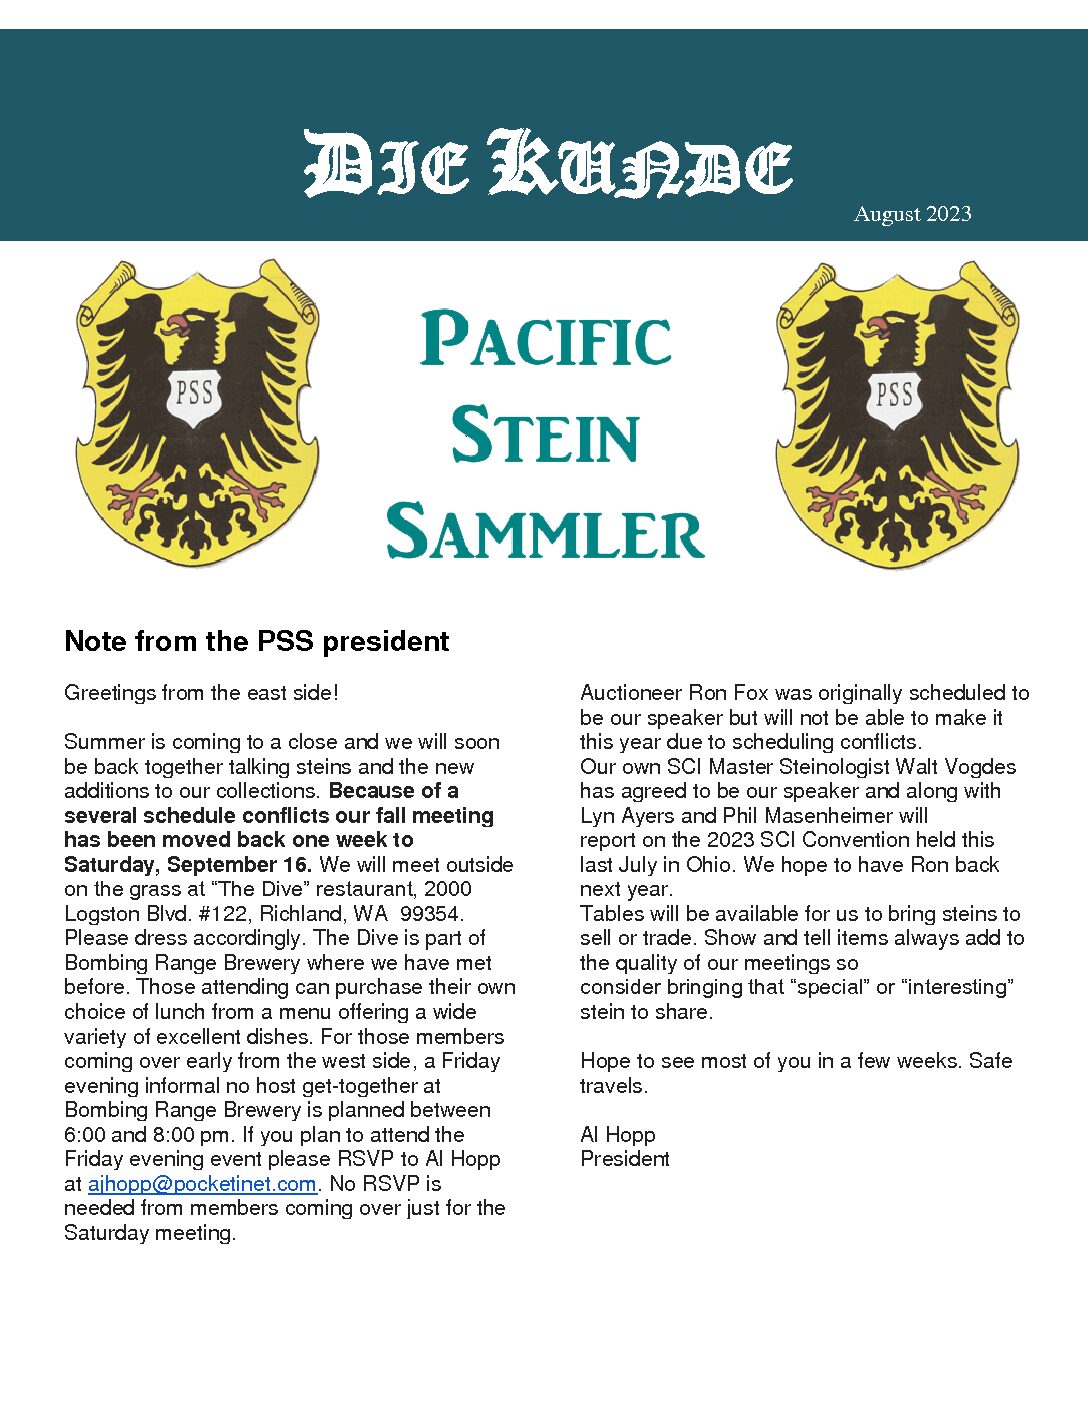 DIE KUNDE
August 2023
PSS
PACIFIC
STEIN
SAMMLER
PSS
Note from the PSS president
Greetings from the east side!
Summer is coming to a close and we will soon
be back together talking steins and the new
additions to our collections. Because of a
several schedule conflicts our fall meeting
has been moved back one week to
Saturday, September 16. We will meet outside
on the grass at “The Dive” restaurant, 2000
Logston Blvd. #122, Richland, WA  99354.
Please dress accordingly. The Dive is part of
Bombing Range Brewery where we have met
before. Those attending can purchase their own
choice of lunch from a menu offering a wide
variety of excellent dishes. For those members
coming over early from the west side, a Friday
evening informal no host get-together at
Bombing Range Brewery is planned between
6:00 and 8:00 pm. If you plan to attend the
Friday evening event please RSVP to Al Hopp
at ajhopp@pocketinet.com. No RSVP is
needed from members coming over just for the
Saturday meeting.
Auctioneer Ron Fox was originally scheduled to
be our speaker but will not be able to make it
this year due to scheduling conflicts.
Our own SCI Master Steinologist Walt Vogdes
has agreed to be our speaker and along with
Lyn Ayers and Phil Masenheimer will
report on the 2023 SCI Convention held this
last July in Ohio. We hope to have Ron back
next year.
Tables will be available for us to bring steins to
sell or trade. Show and tell items always add to
the quality of our meetings so
consider bringing that “special” or “interesting”
stein to share.
Hope to see most of you in a few weeks. Safe
travels.
Al Hopp
President